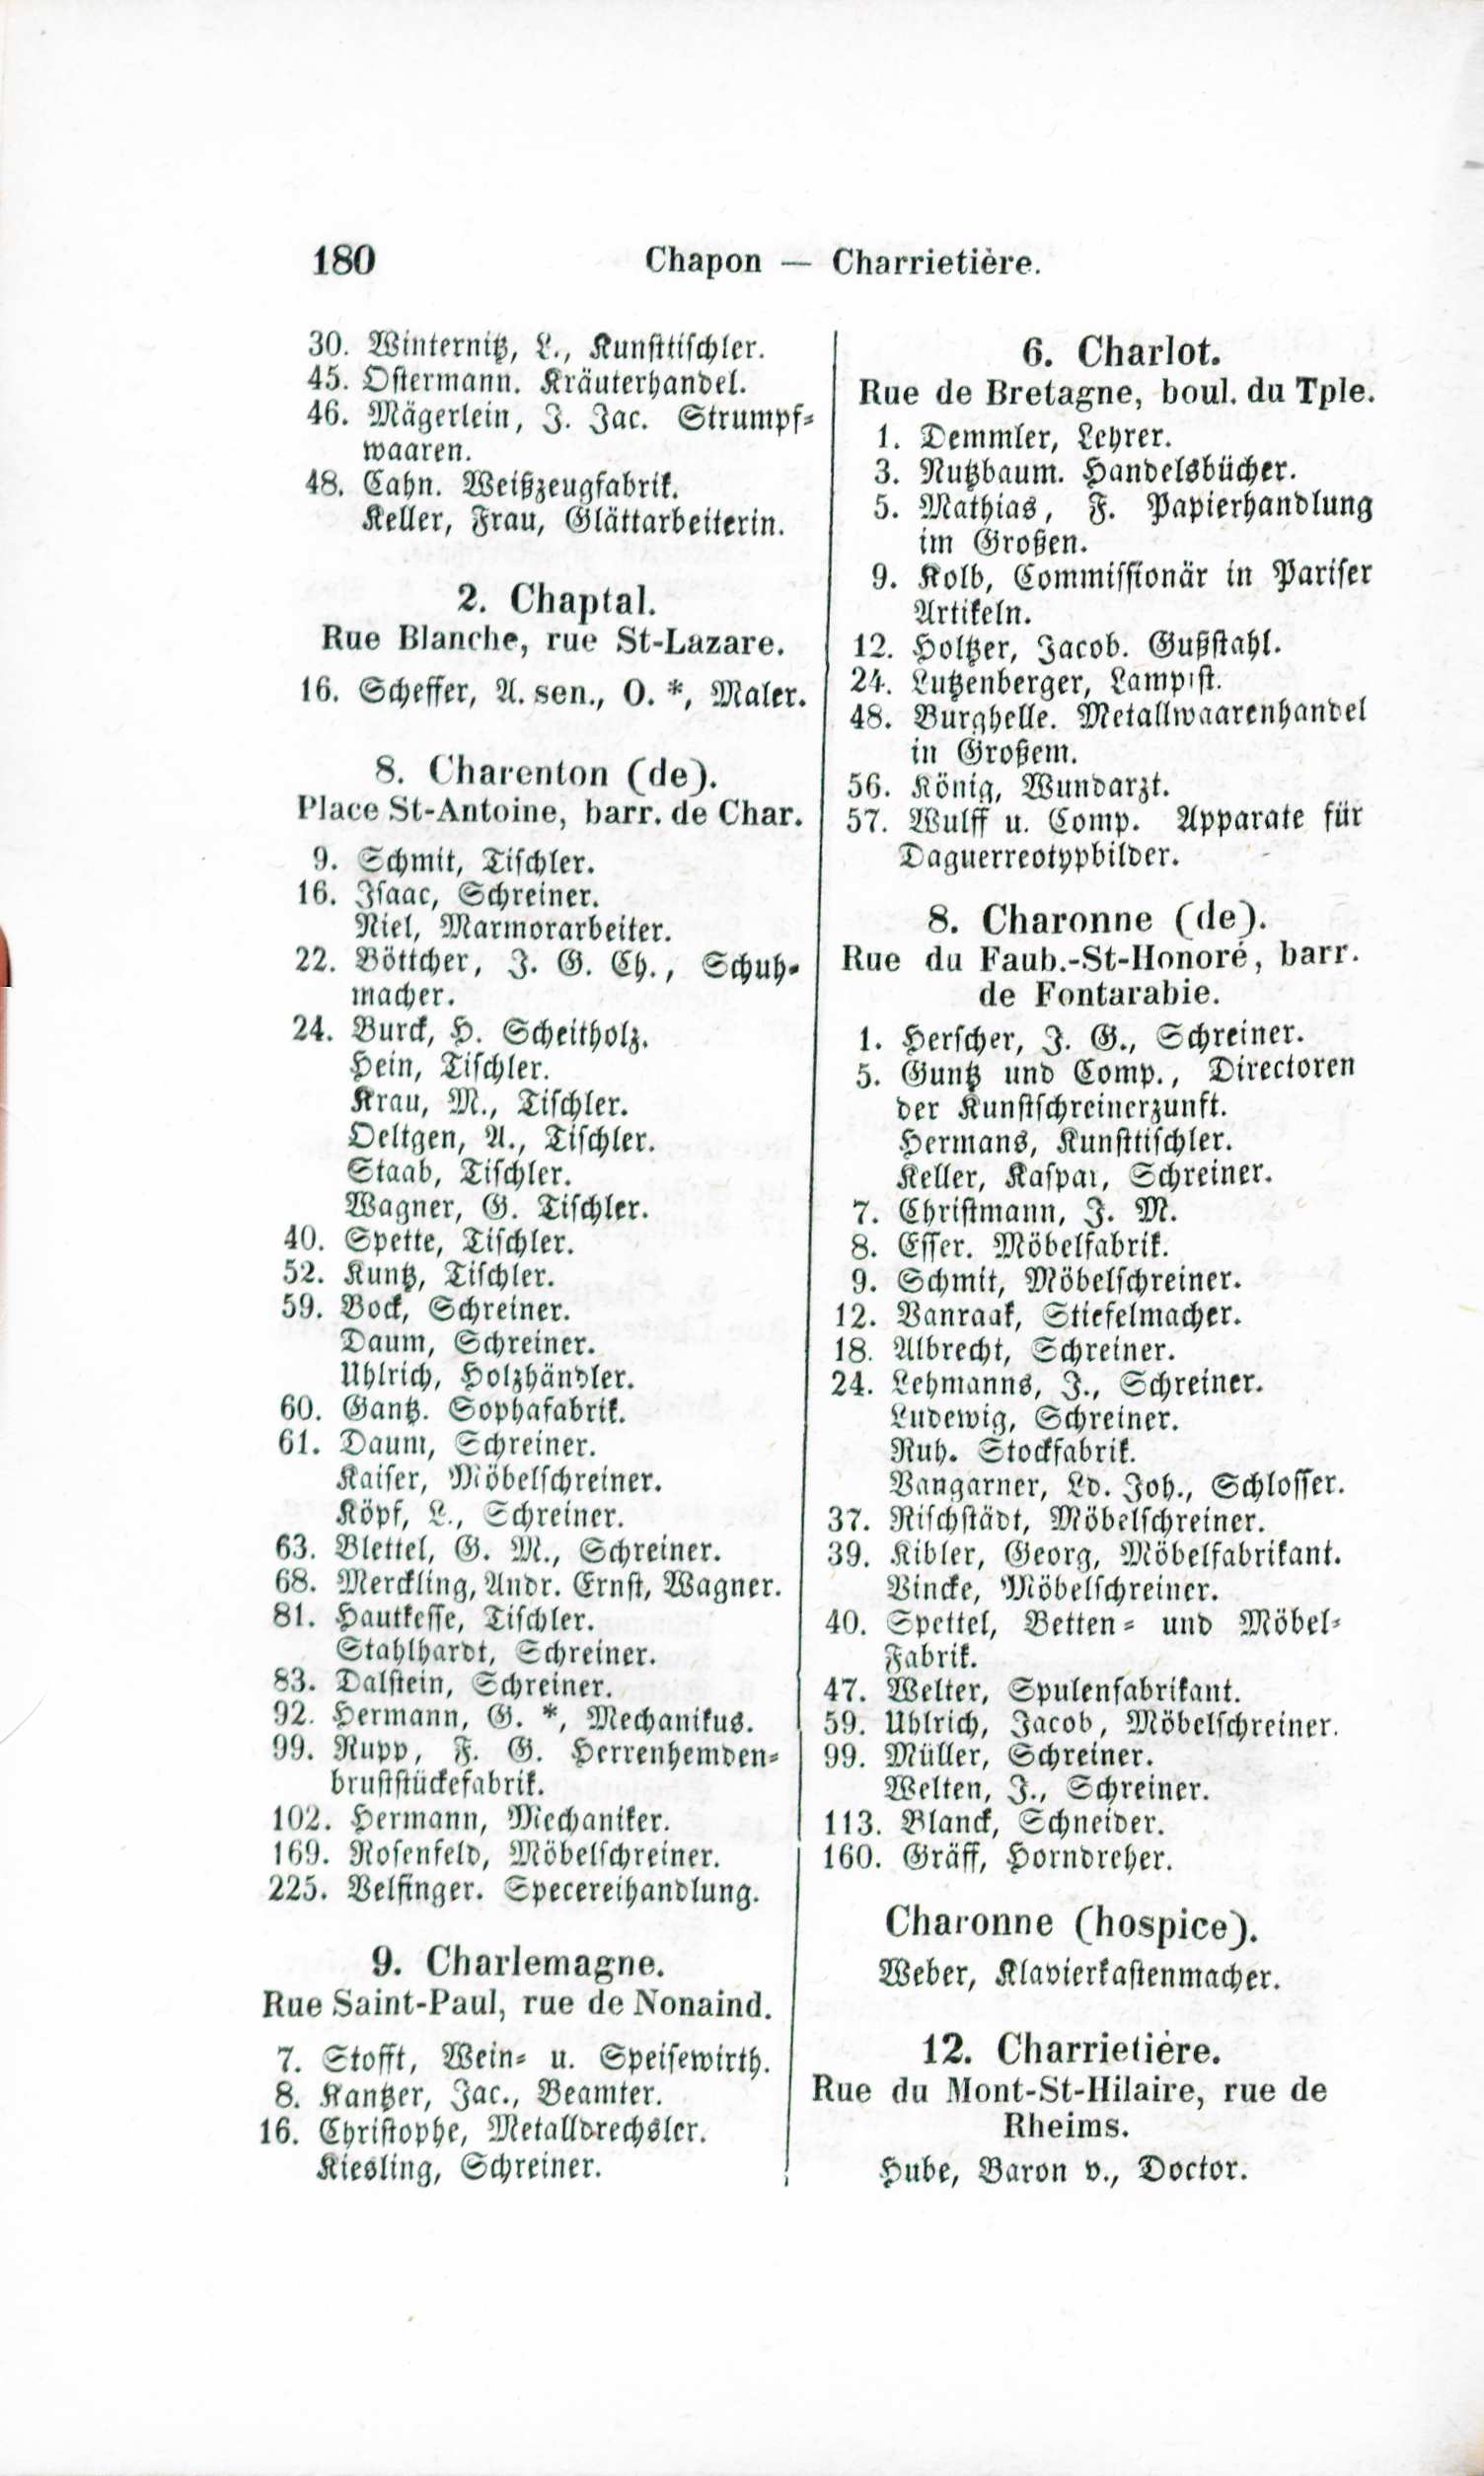 180 Chapon — Charrietière.
30. Winternitz, L., Kunsttischler.
45. Ostermann. Kräuterhandel.
46. Mägerlein, J. Jac. Strumpf=
waaren.
48. Cahn. Weißzeugfabrik.
Keller, Frau, Glättarbeiterin.
2. Chaptal.
Rue Blanche, rue St-Lazare.
16. Scheffer, A. sen., O. *, Maler.
8. Charenton (de).
Place St-Antoine, barr. de Char.
9. Schmit, Tischler.
16. Isaac, Schreiner.
Niel, Marmorarbeiter.
22. Böttcher, J. G. Ch., Schuh=
macher.
24. Burck, H. Scheitholz.
Hein, Tischler.
Krau, M., Tischler.
Oeltgen, A., Tischler.
Staab, Tischler.
Wagner, G. Tischler.
40. Spette, Tischler.
52. Kuntz, Tischler.
59. Bock, Schreiner.
Daum, Schreiner.
Uhlrich, Holzhändler.
60. Gantz. Sophafabrik.
61. Daum, Schreiner.
Kaiser, Möbelschreiner.
Köpf, L., Schreiner.
63. Blettel, G. M., Schreiner.
68. Merckling, Andr. Ernst, Wagner.
81. Hautkesse, Tischler.
Stahlhardt, Schreiner.
83. Dalstein, Schreiner.
92. Hermann, G. *, Mechanikus.
99. Rupp, F. G. Herrenhemden=
bruststückefabrik.
102. Hermann, Mechaniker.
169. Rosenfeld, Möbelschreiner.
225. Velfinger. Specereihandlung.
9. Charlemagne.
Rue Saint-Paul, rue de Nonaind.
7. Stofft, Wein= u. Speisewirth.
8. Kantzer, Jac., Beamter.
16. Christophe, Metalldrechsler.
Kiesling, Schreiner.
6. Charlot.
Rue de Bretagne, boul. du Tple.
1. Demmler, Lehrer.
3. Nutzbaum. Handelsbücher.
5. Mathias, F. Papierhandlung
im Großen.
9. Kolb, Commissionär in Pariser
Artikeln.
12. Holtzer, Jacob. Gußstahl.
24. Lutzenberger, Lampist.
48. Burghelle. Metallwaarenhandel
in Großem.
56. König, Wundarzt.
57. Wulff u. Comp. Apparate für
Daguerreotypbilder.
8. Charonne (de).
Rue du Faub.-St-Honoré, barr.
de Fontarabie.
1. Herscher, J. G., Schreiner.
5. Guntz und Comp., Directoren
der Kunstschreinerzunft.
Hermans, Kunsttischler.
Keller, Kaspar, Schreiner.
7. Christmann, J. M.
8. Esser. Möbelfabrik.
9. Schmit, Möbelschreiner.
12. Vanraak, Stiefelmacher.
18. Albrecht, Schreiner.
24. Lehmanns, J., Schreiner.
Ludewig, Schreiner.
Ruh. Stockfabrik.
Vangarner, Ld. Joh., Schlosser.
37. Rischstädt, Möbelschreiner.
39. Kibler, Georg, Möbelfabrikant.
Vincke, Möbelschreiner.
40. Spettel, Betten= und Möbel=
Fabrik.
47. Welter, Spulenfabrikant.
59. Uhlrich, Jacob, Möbelschreiner.
99. Müller, Schreiner.
Welten, J., Schreiner.
113. Blanck, Schneider.
160. Gräff, Horndreher.
Charonne (hospice).
Weber, Klavierkastenmacher.
12. Charrietière.
Rue du Mont-St-Hilaire, rue de
Rheims.
Hube, Baron v., Doctor.